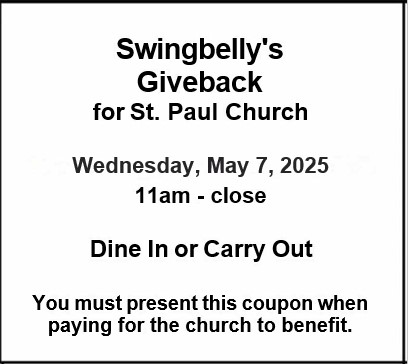 Swingbelly's
Giveback
for St. Paul Church
Wednesday, May 7, 2025
11am - close
Dine In or Carry Out
You must present this coupon when
paying for the church to benefit.